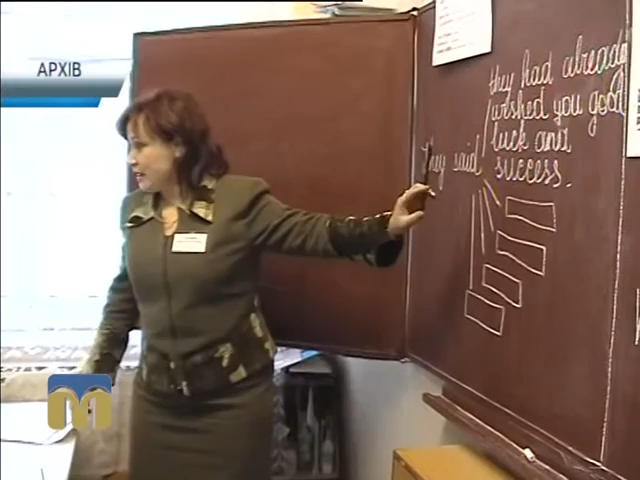 АРХІВ
they had already
wished you good
luck and
They said
success.